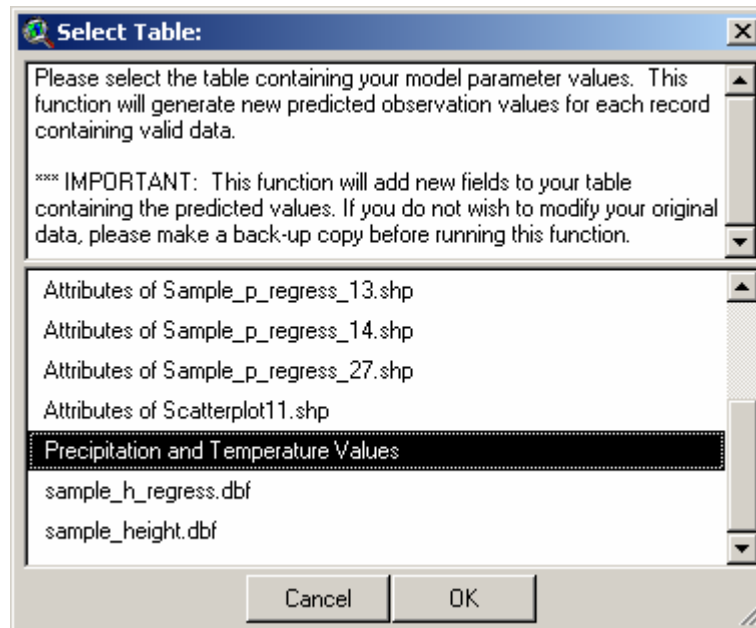 Select Table:
Please select the table containing your model parameter values.  This
function will generate new predicted observation values for each record
containing valid data.
*** IMPORTANT:  This function will add new fields to your table
containing the predicted values. If you do not wish to modify your original
data, please make a back-up copy before running this function.
Attributes of Sample_p_regress_13.shp
Attributes of Sample_p_regress_14.shp
Attributes of Sample_p_regress_27.shp
Attributes of Scatterplot11.shp
Precipitation and Temperature Values
sample_h_regress.dbf
sample_height.dbf
Cancel OK